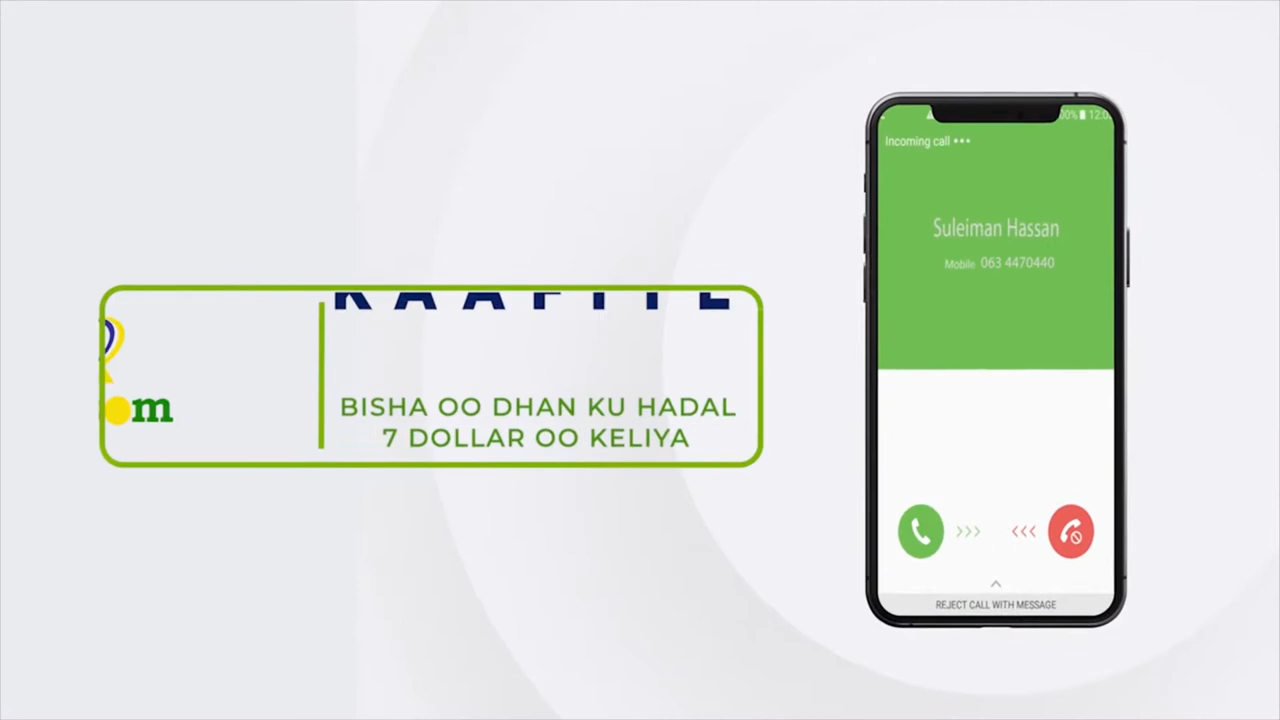 om
BISHA OO DHAN KU HADAL
7 DOLLAR OO KELIYA
Incoming call •••
Suleiman Hassan
Mobile 063 4470440
REJECT CALL WITH MESSAGE